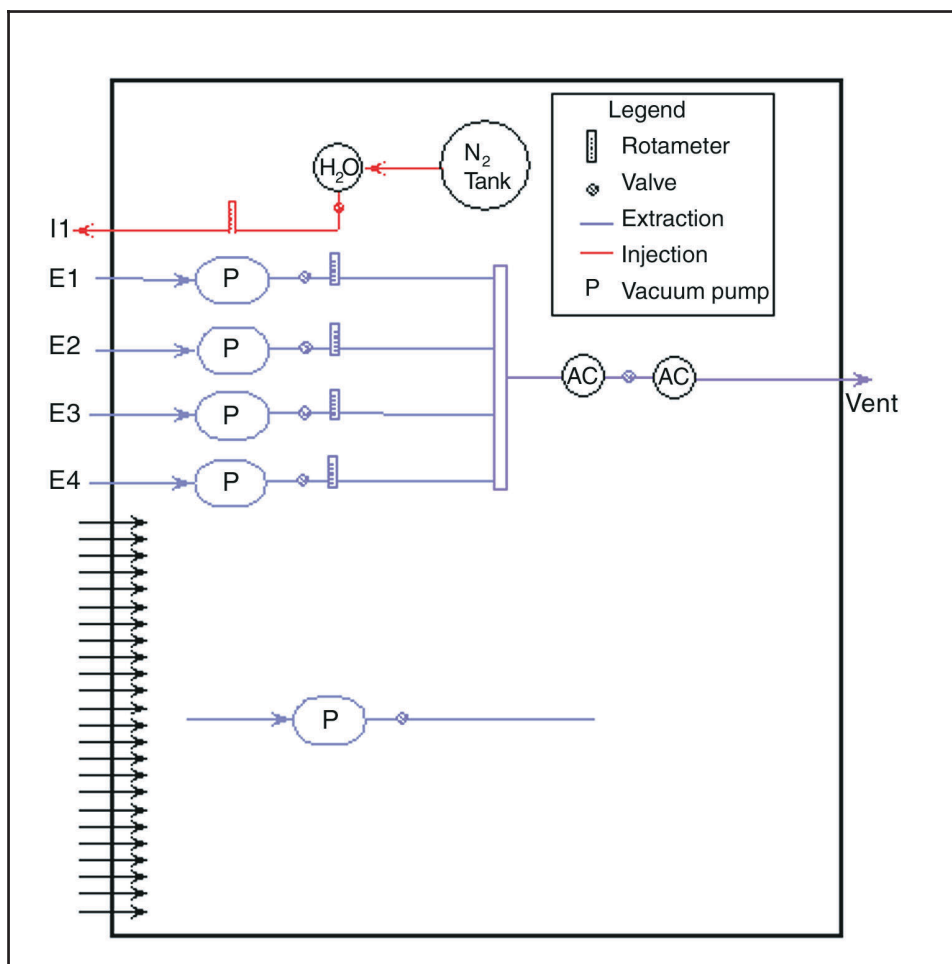 Legend
Rotameter
Valve
Extraction
Injection
P Vacuum pump
N₂
Tank
H₂O
I1
E1 P
E2 P
E3 P
E4 P
AC AC
Vent
P